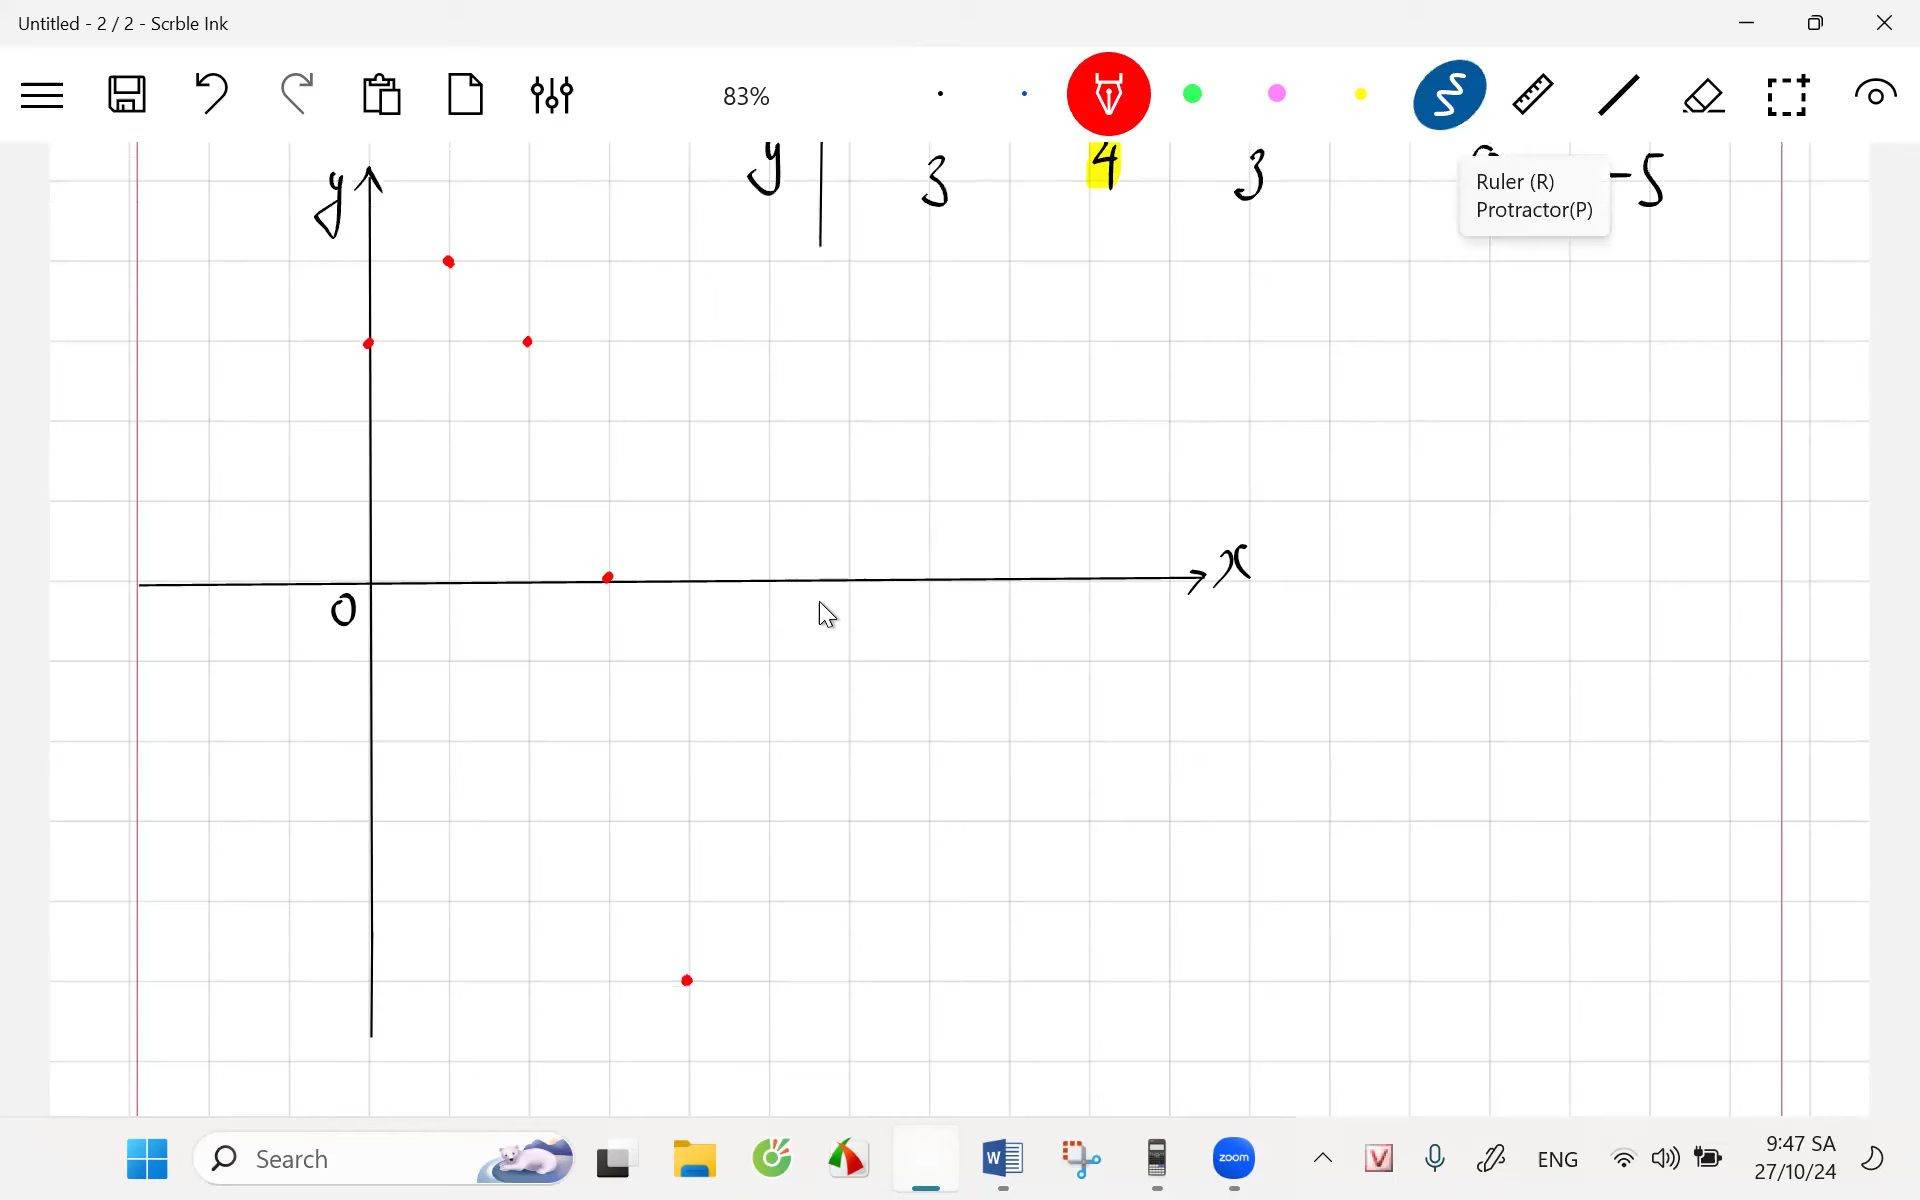 Untitled - 2 / 2 - Scrble Ink
83%
y 3 4 3 -5
Ruler (R)
Protractor(P)
y
x
O
Search
zoom
ENG
9:47 SA
27/10/24